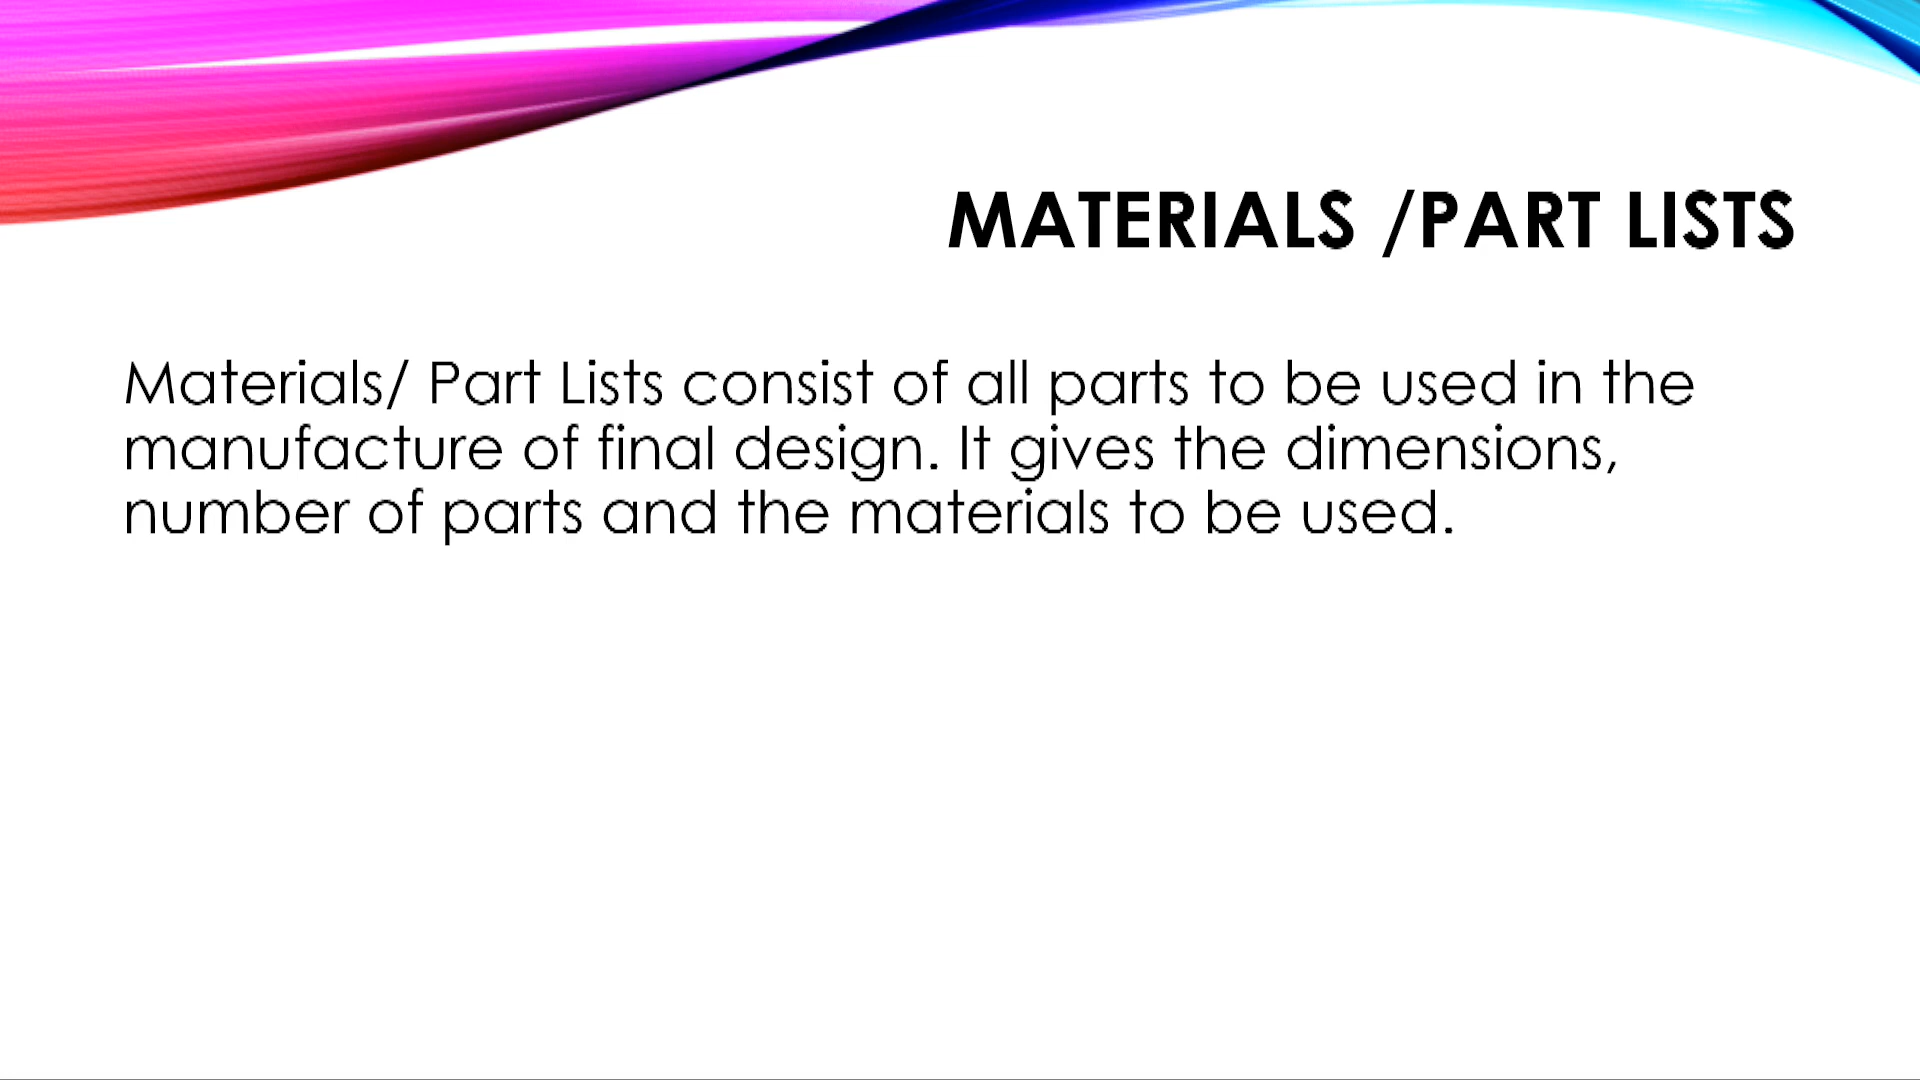 MATERIALS /PART LISTS
Materials/ Part Lists consist of all parts to be used in the
manufacture of final design. It gives the dimensions,
number of parts and the materials to be used.